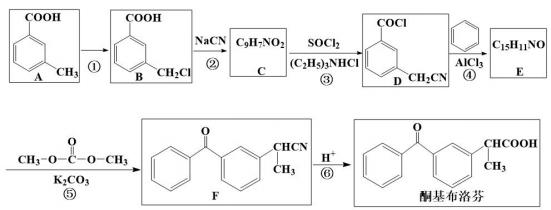 COOH
CH₃
A
①
COOH
CH₂Cl
B
NaCN
②
C₉H₇NO₂
C
SOCl₂
(C₂H₅)₃NHCl
③
COCl
CH₂CN
D
AlCl₃
④
C₁₅H₁₁NO
E
O
CH₃—O—C—O—CH₃
K₂CO₃
⑤
O
CHCN
CH₃
F
H⁺
⑥
O
CHCOOH
CH₃
酮基布洛芬